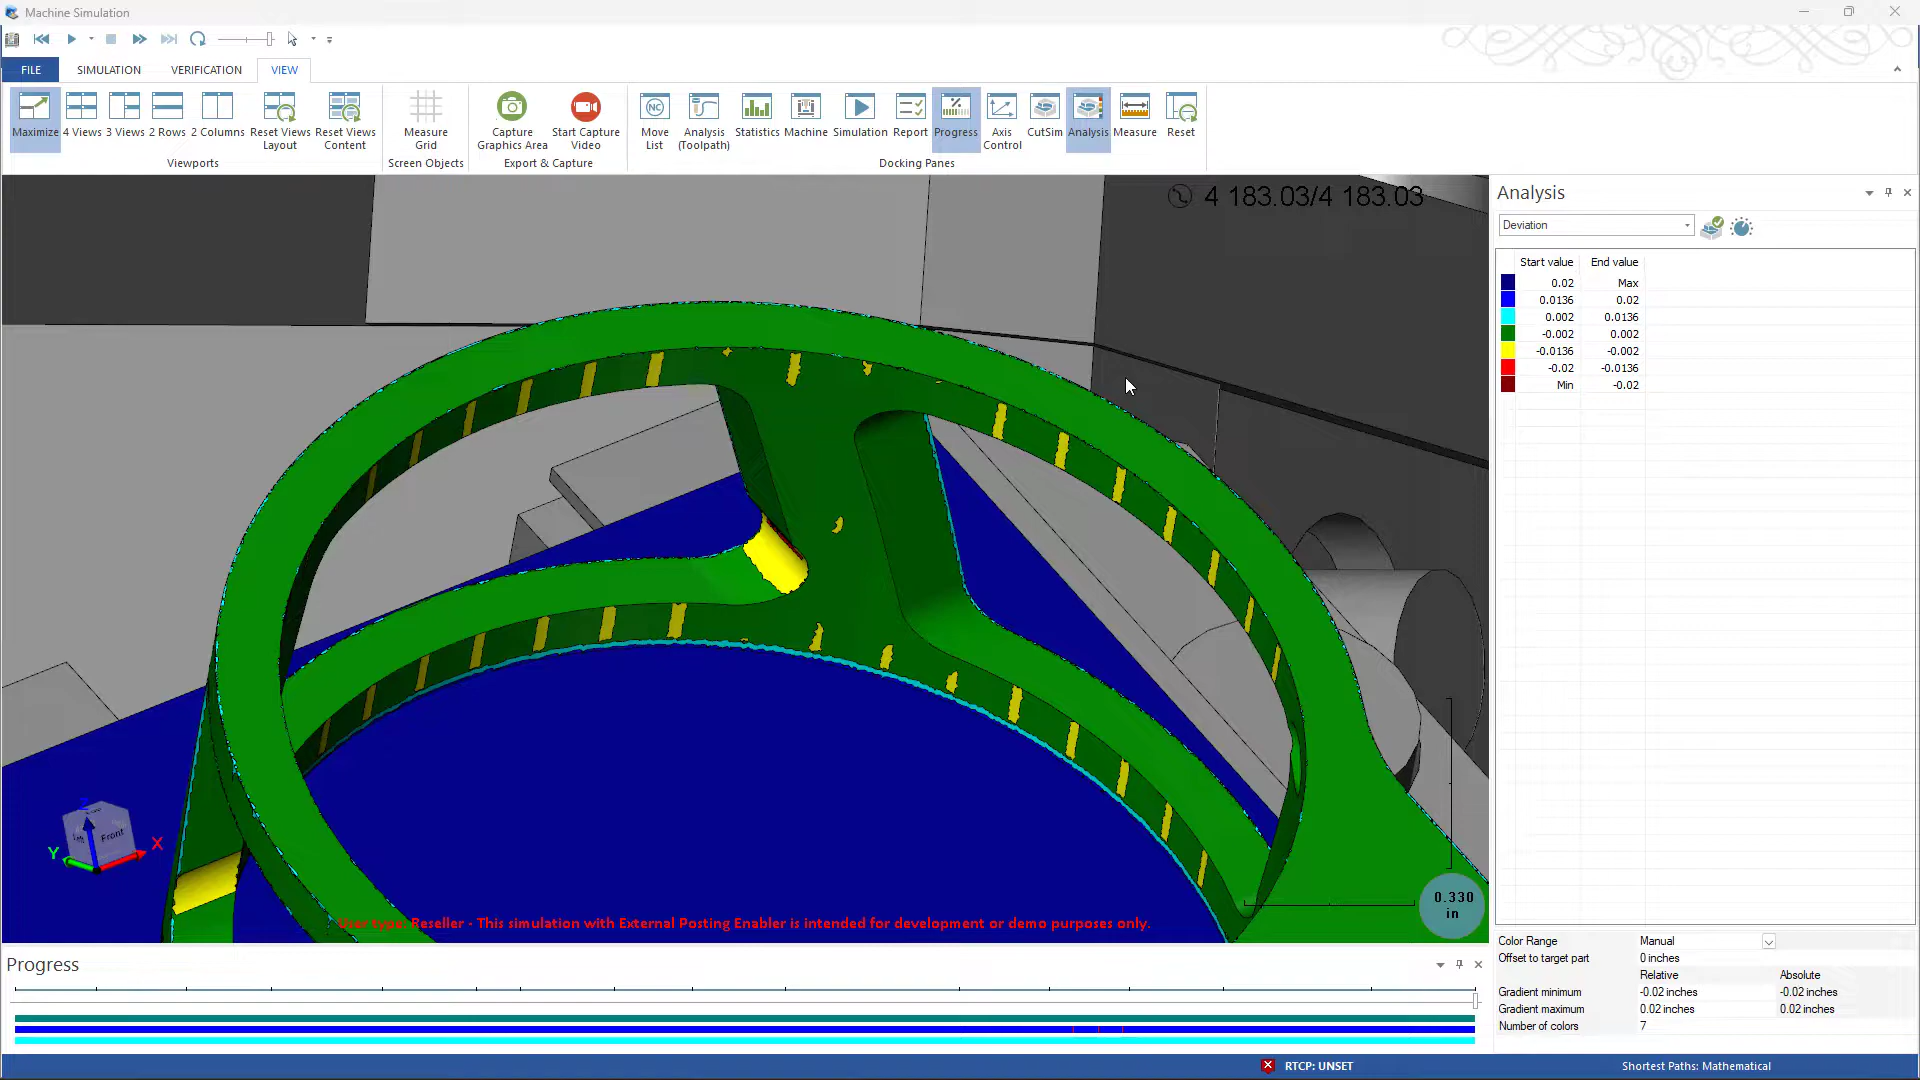 Machine Simulation
FILE SIMULATION VERIFICATION VIEW
Maximize 4 Views 3 Views 2 Rows 2 Columns Reset Views Layout Reset Views Content
Viewports
Measure Grid
Screen Objects
Capture Graphics Area Start Capture Video
Export & Capture
Move List Analysis (Toolpath) Statistics Machine Simulation Report Progress Axis Control CutSim Analysis Measure Reset
Docking Panes
4 183.03/4 183.03
Analysis
Deviation
Start value End value
0.02 Max
0.0136 0.02
0.002 0.0136
-0.002 0.002
-0.0136 -0.002
-0.02 -0.0136
Min -0.02
Z
Y
X
Front
0.330
in
User type: Reseller - This simulation with External Posting Enabler is intended for development or demo purposes only.
Color Range Manual
Offset to target part 0 inches
Relative Absolute
Gradient minimum -0.02 inches -0.02 inches
Gradient maximum 0.02 inches 0.02 inches
Number of colors 7
Progress
NC
RTCP: UNSET
Shortest Paths: Mathematical